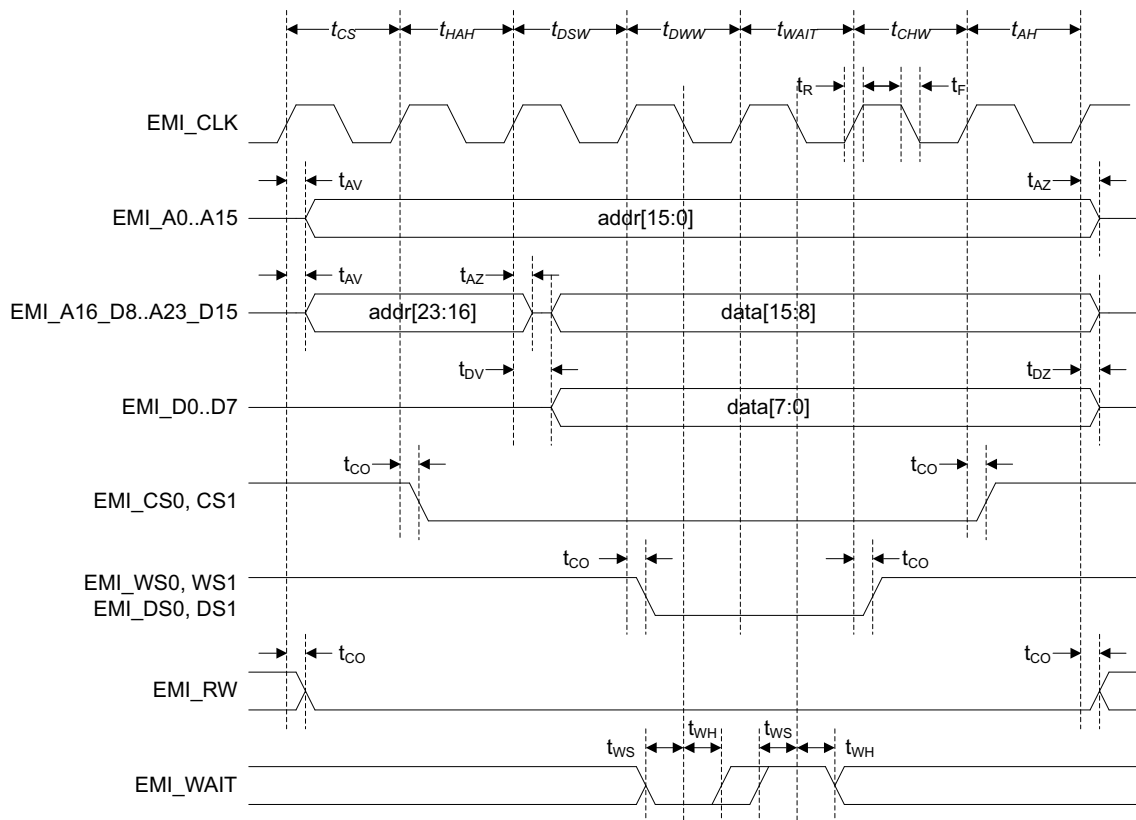 tCS tHAH tDSW tDWW tWAIT tCHW tAH
tR tF
EMI_CLK
tAV tAZ
EMI_A0..A15 addr[15:0]
tAV tAZ
EMI_A16_D8..A23_D15 addr[23:16] data[15:8]
tDV tDZ
EMI_D0..D7 data[7:0]
tCO tCO
EMI_CS0, CS1
tCO tCO
EMI_WS0, WS1
EMI_DS0, DS1
tCO tCO
EMI_RW
tWS tWH tWS tWH
EMI_WAIT